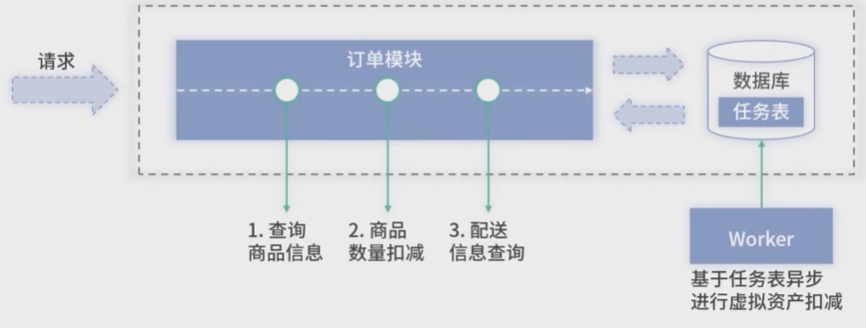 请求
订单模块
数据库
任务表
1. 查询
商品信息
2. 商品
数量扣减
3. 配送
信息查询
Worker
基于任务表异步
进行虚拟资产扣减